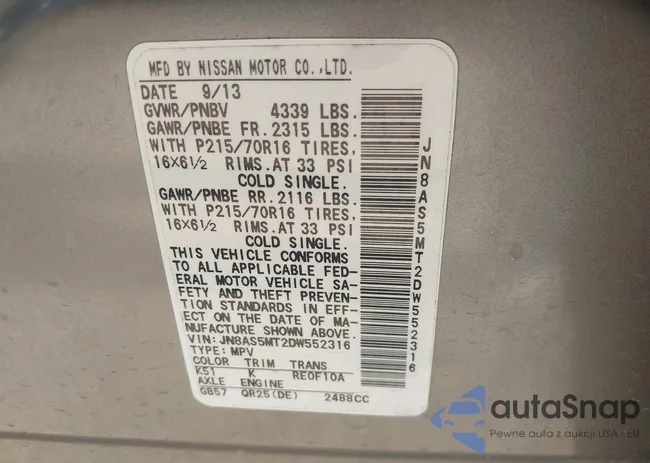 MFD BY NISSAN MOTOR CO.,LTD.
DATE 9/13
GVWR/PNBV 4339 LBS.
GAWR/PNBE FR. 2315 LBS.
WITH P215/70R16 TIRES,
16X6½ RIMS.AT 33 PSI
COLD SINGLE.
GAWR/PNBE RR. 2116 LBS.
WITH P215/70R16 TIRES,
16X6½ RIMS.AT 33 PSI
COLD SINGLE.
THIS VEHICLE CONFORMS
TO ALL APPLICABLE FED-
ERAL MOTOR VEHICLE SA-
FETY AND THEFT PREVEN-
TION STANDARDS IN EFF-
ECT ON THE DATE OF MA-
NUFACTURE SHOWN ABOVE.
VIN: JN8AS5MT2DW552316
TYPE: MPV
COLOR TRIM TRANS
K51 K RE0F10A
AXLE ENGINE
GB57 QR25(DE) 2488CC
JN8AS5MT2DW552316
autoSnap
Pewne auta z aukcji USA i EU